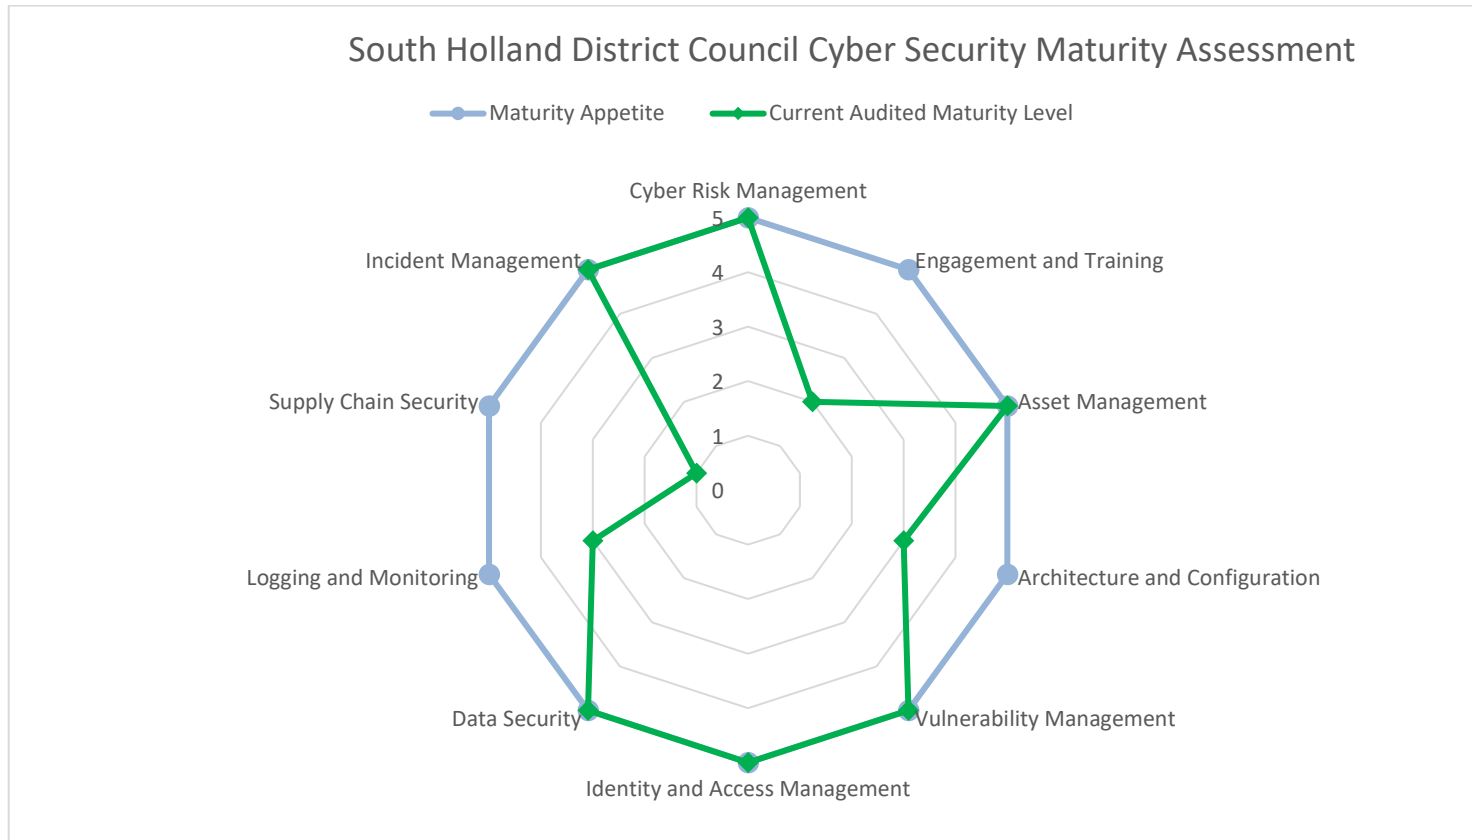 South Holland District Council Cyber Security Maturity Assessment
Maturity Appetite
Current Audited Maturity Level
Cyber Risk Management
5
Incident Management
Engagement and Training
4
3
Supply Chain Security
Asset Management
2
1
0
Logging and Monitoring
Architecture and Configuration
Data Security
Vulnerability Management
Identity and Access Management